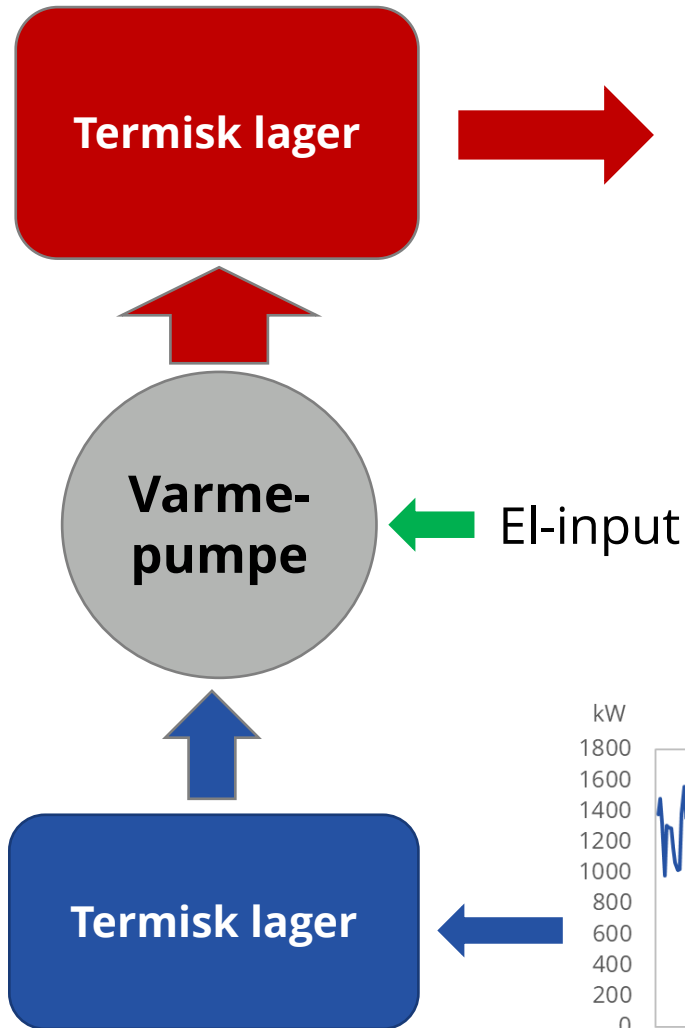 Termisk lager
Varme-
pumpe
El-input
kW
1800
1600
1400
1200
1000
800
600
400
200
0
Termisk lager